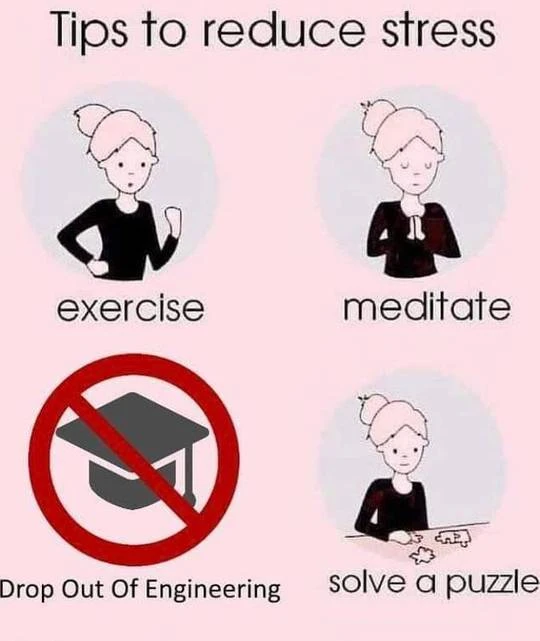 Tips to reduce stress
exercise
meditate
Drop Out Of Engineering
solve a puzzle